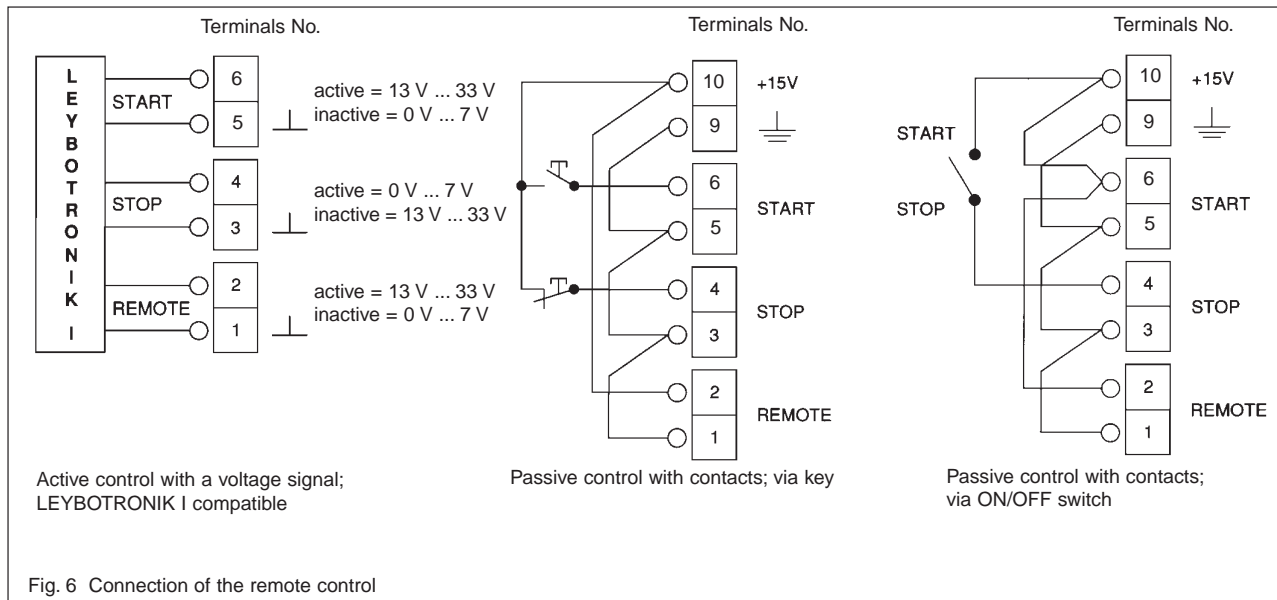 Terminals No.
LEYBOTRONIK I
6
START
5
active = 13 V ... 33 V
inactive = 0 V ... 7 V
4
STOP
3
active = 0 V ... 7 V
inactive = 13 V ... 33 V
2
REMOTE
1
active = 13 V ... 33 V
inactive = 0 V ... 7 V
Active control with a voltage signal;
LEYBOTRONIK I compatible
Terminals No.
10 +15V
9
6
START
5
4
STOP
3
2
REMOTE
1
Passive control with contacts; via key
Terminals No.
10 +15V
START
9
6
STOP
START
5
4
STOP
3
2
REMOTE
1
Passive control with contacts;
via ON/OFF switch
Fig. 6 Connection of the remote control